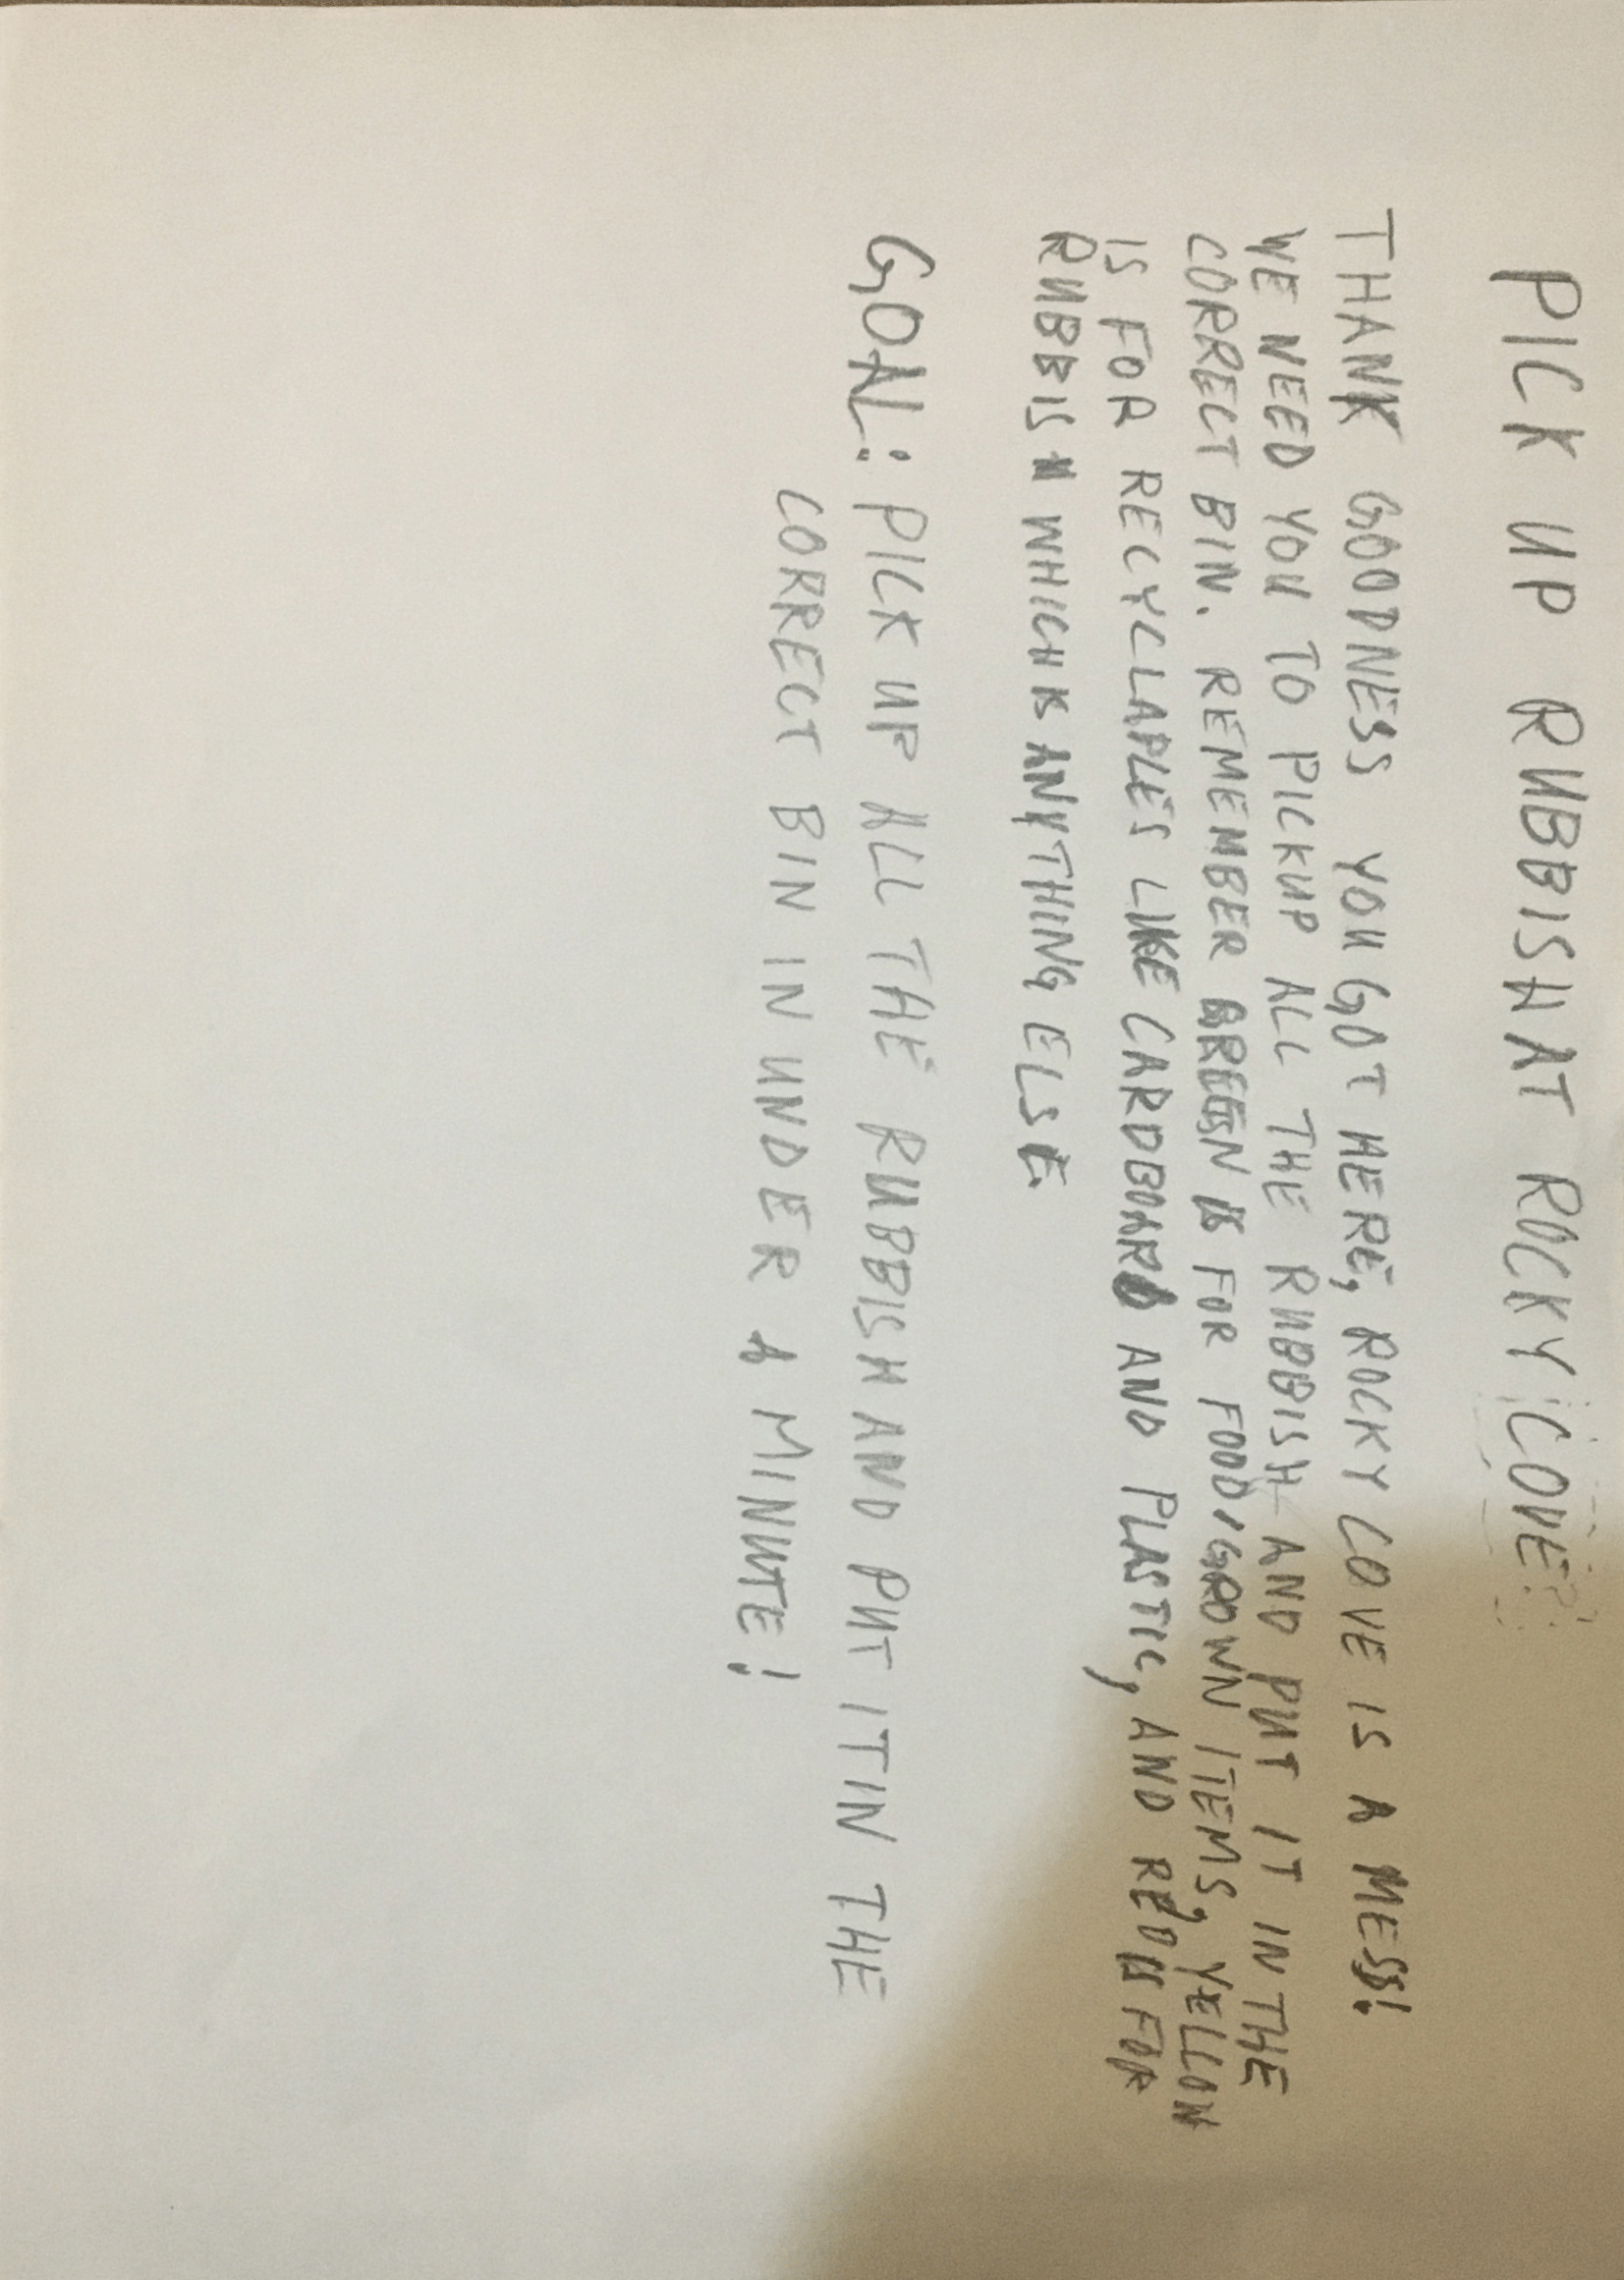 PICK UP RUBBISH AT ROCKY COVE
THANK GOODNESS YOU GOT HERE, ROCKY COVE IS A MESS!
WE NEED YOU TO PICKUP ALL THE RUBBISH AND PUT IT IN THE
CORRECT BIN. REMEMBER GREEN IS FOR FOOD/GROWN ITEMS, YELLOW
IS FOR RECYCLAPLES LIKE CARDBOARD AND PLASTIC, AND RED IS FOR
RUBBISH WHICH IS ANYTHING ELSE.
GOAL: PICK UP ALL THE RUBBISH AND PUT IT IN THE
CORRECT BIN IN UNDER A MINUTE!